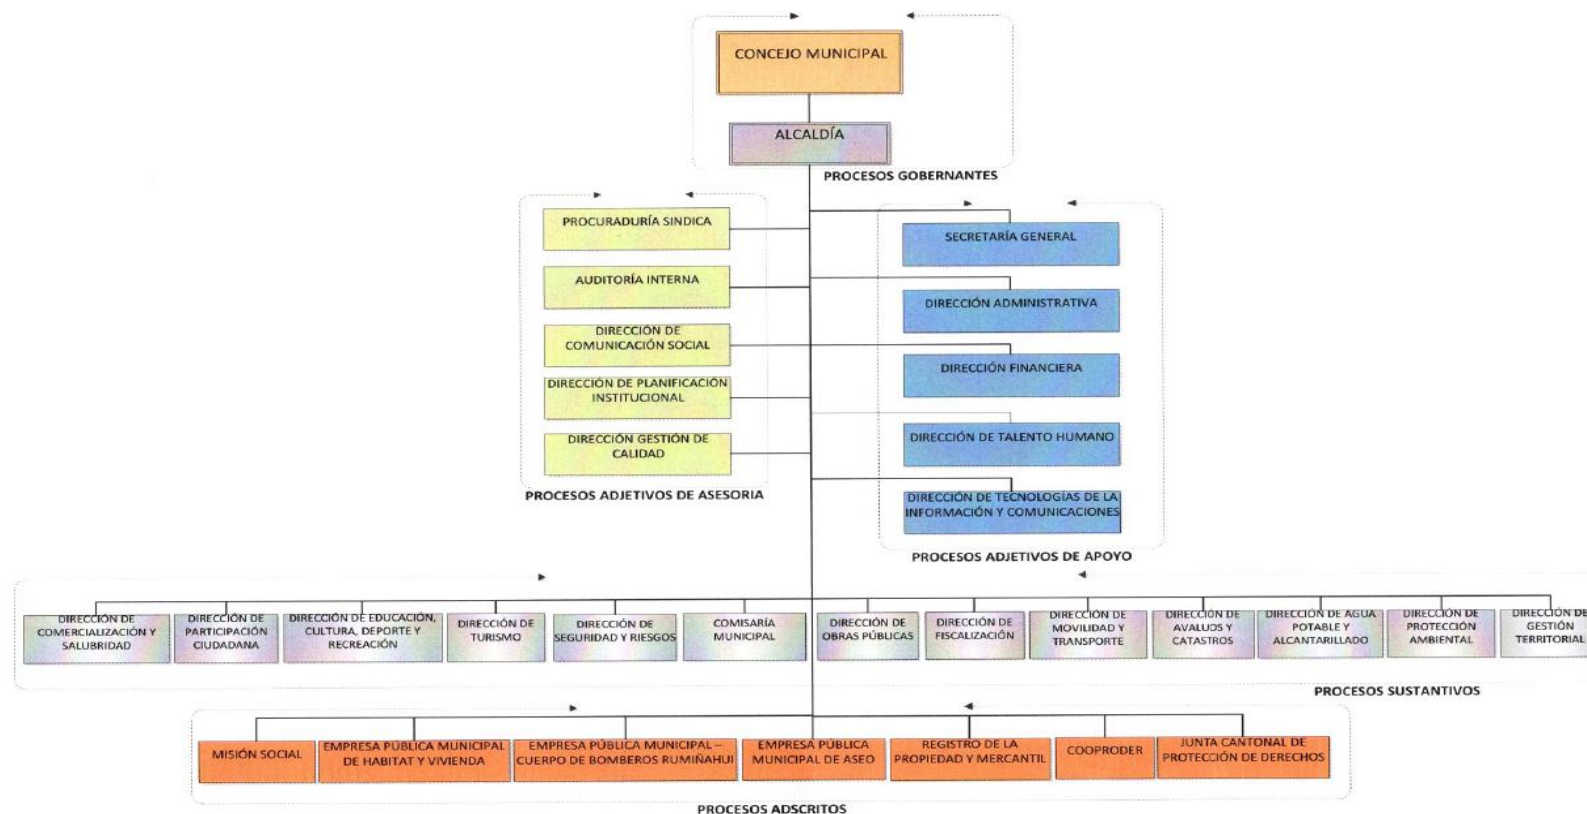 CONCEJO MUNICIPAL
ALCALDÍA
PROCESOS GOBERNANTES
PROCURADURÍA SINDICA
AUDITORÍA INTERNA
DIRECCIÓN DE
COMUNICACIÓN SOCIAL
DIRECCIÓN DE PLANIFICACIÓN
INSTITUCIONAL
DIRECCIÓN GESTIÓN DE
CALIDAD
PROCESOS ADJETIVOS DE ASESORIA
SECRETARÍA GENERAL
DIRECCIÓN ADMINISTRATIVA
DIRECCIÓN FINANCIERA
DIRECCIÓN DE TALENTO HUMANO
DIRECCIÓN DE TECNOLOGÍAS DE LA
INFORMACIÓN Y COMUNICACIONES
PROCESOS ADJETIVOS DE APOYO
DIRECCIÓN DE
COMERCIALIZACIÓN Y
SALUBRIDAD
DIRECCIÓN DE
PARTICIPACIÓN
CIUDADANA
DIRECCIÓN DE EDUCACIÓN,
CULTURA, DEPORTE Y
RECREACIÓN
DIRECCIÓN DE
TURISMO
DIRECCIÓN DE
SEGURIDAD Y RIESGOS
COMISARÍA
MUNICIPAL
DIRECCIÓN DE
OBRAS PÚBLICAS
DIRECCIÓN DE
FISCALIZACIÓN
DIRECCIÓN DE
MOVILIDAD Y
TRANSPORTE
DIRECCIÓN DE
AVALUOS Y
CATASTROS
DIRECCIÓN DE AGUA
POTABLE Y
ALCANTARILLADO
DIRECCIÓN DE
PROTECCIÓN
AMBIENTAL
DIRECCIÓN DE
GESTIÓN
TERRITORIAL
PROCESOS SUSTANTIVOS
MISIÓN SOCIAL
EMPRESA PÚBLICA MUNICIPAL
DE HABITAT Y VIVIENDA
EMPRESA PÚBLICA MUNICIPAL –
CUERPO DE BOMBEROS RUMIÑAHUI
EMPRESA PÚBLICA
MUNICIPAL DE ASEO
REGISTRO DE LA
PROPIEDAD Y MERCANTIL
COOPRODER
JUNTA CANTONAL DE
PROTECCIÓN DE DERECHOS
PROCESOS ADSCRITOS